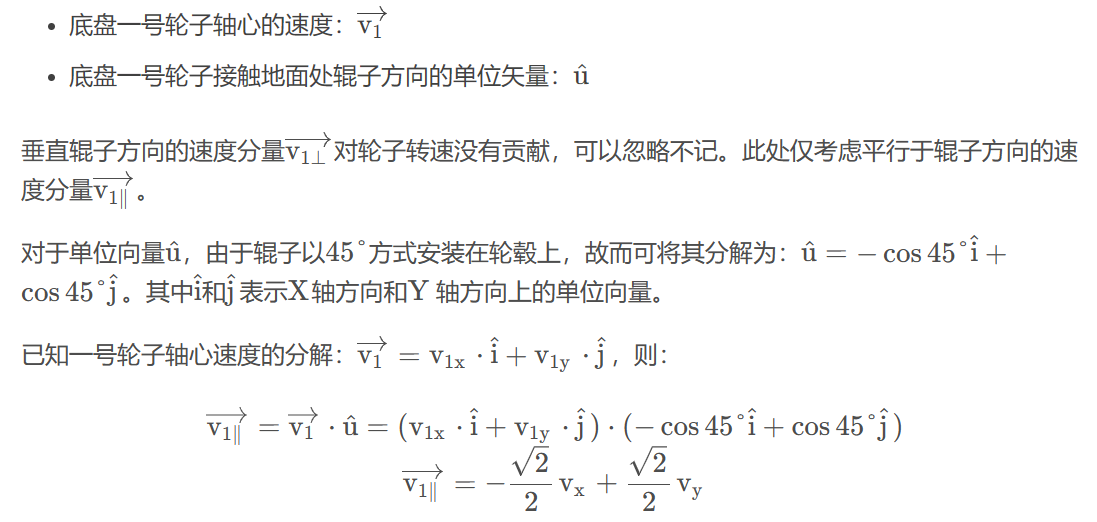 • 底盘一号轮子轴心的速度：$\overrightarrow{v_1}$
• 底盘一号轮子接触地面处辊子方向的单位矢量：$\hat{u}$
垂直辊子方向的速度分量$\overrightarrow{v_{1\perp}}$对轮子转速没有贡献，可以忽略不记。此处仅考虑平行于辊子方向的速
度分量$\overrightarrow{v_{1\parallel}}$。
对于单位向量$\hat{u}$，由于辊子以45°方式安装在轮毂上，故而可将其分解为：$\hat{u} = -\cos 45°\hat{i} +$
$\cos 45°\hat{j}$。其中$\hat{i}$和$\hat{j}$表示X轴方向和Y 轴方向上的单位向量。
已知一号轮子轴心速度的分解：$\overrightarrow{v_1} = v_{1x} \cdot \hat{i} + v_{1y} \cdot \hat{j}$，则：
$\overrightarrow{v_{1\parallel}} = \overrightarrow{v_1} \cdot \hat{u} = (v_{1x} \cdot \hat{i} + v_{1y} \cdot \hat{j}) \cdot (-\cos 45°\hat{i} + \cos 45°\hat{j})$
$\overrightarrow{v_{1\parallel}} = -\frac{\sqrt{2}}{2} v_x + \frac{\sqrt{2}}{2} v_y$